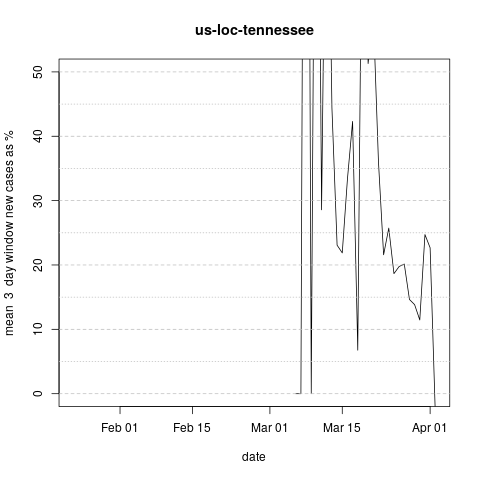 us-loc-tennessee
mean 3 day window new cases as %
50
40
30
20
10
0
Feb 01 Feb 15 Mar 01 Mar 15 Apr 01
date